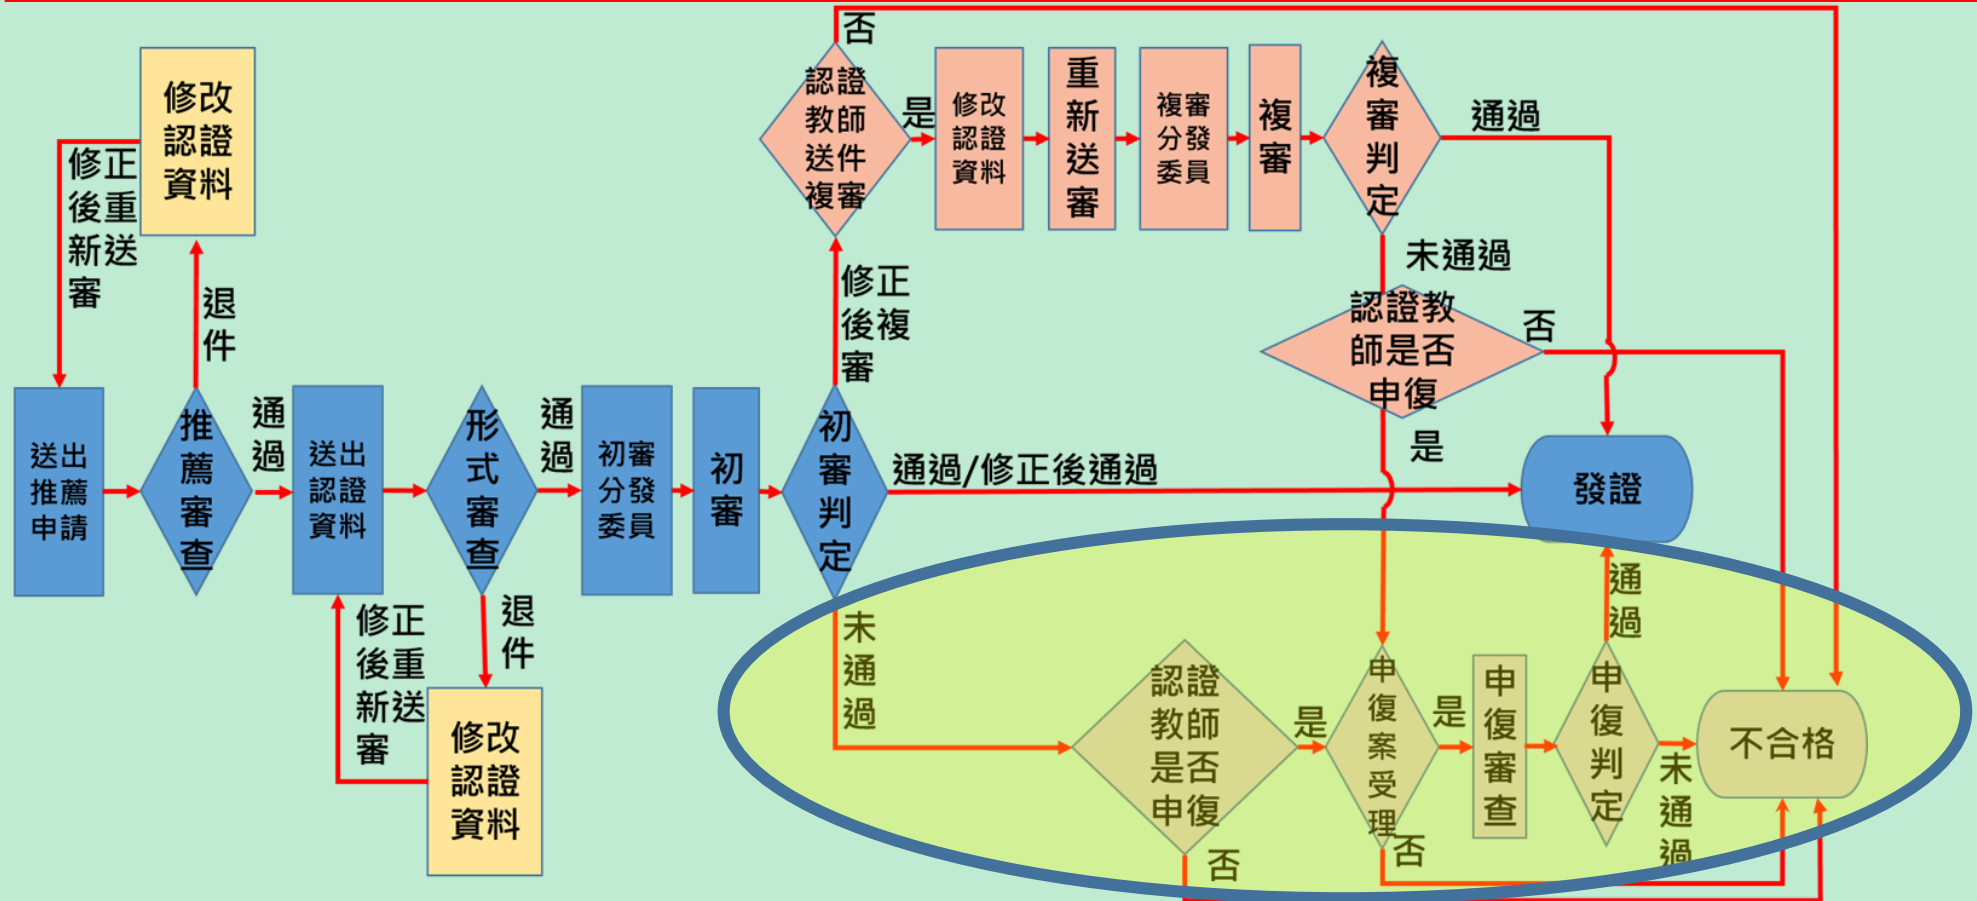 否
認證
教師
送件
複審
是
修改
認證
資料
重
新
送
審
複審
分發
委員
複
審
複
審
判
定
通過
修改
認證
資料
修正
後重
新送
審
退
件
修正
後複
審
未通過
認證教
師是否
申復
否
是
送出
推薦
申請
推
薦
審
查
通
過
送出
認證
資料
形
式
審
查
通
過
初審
分發
委員
初
審
初
審
判
定
通過/修正後通過
發證
修正
後重
新送
審
退
件
修改
認證
資料
未
通
過
認證
教師
是否
申復
是
否
申
復
案
受
理
是
否
申
復
審
查
申
復
判
定
通
過
未
通
過
不合格